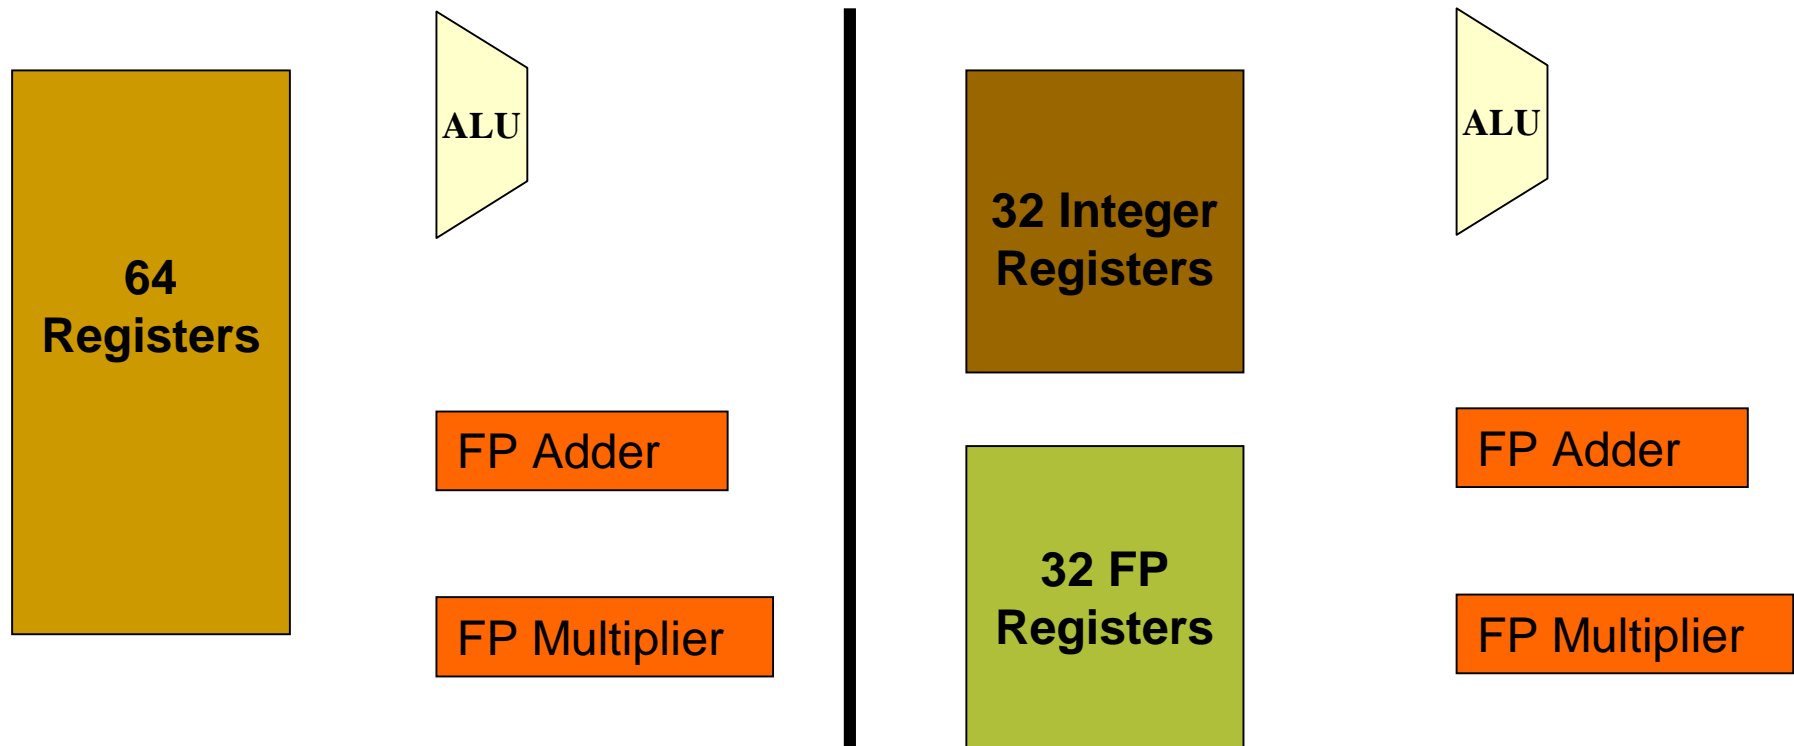 ALU
64
Registers
FP Adder
FP Multiplier
ALU
32 Integer
Registers
FP Adder
32 FP
Registers
FP Multiplier